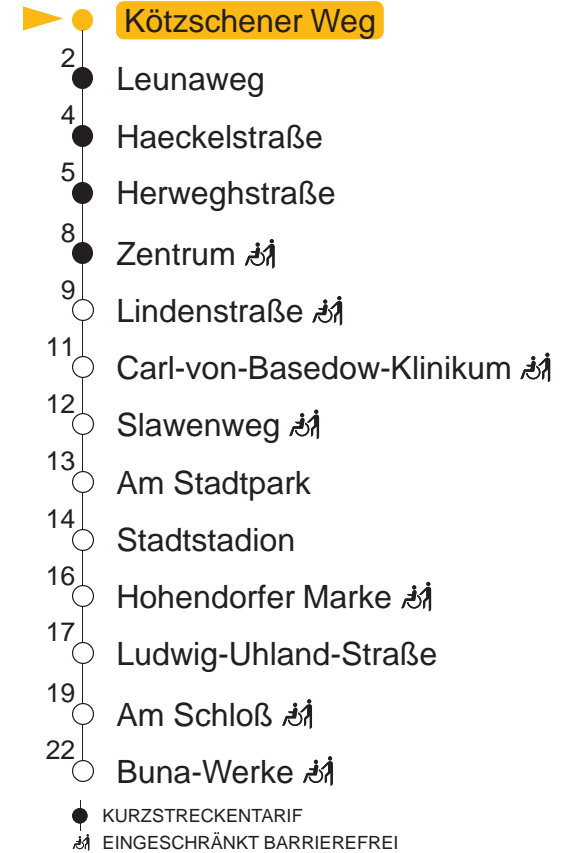 Kötzschener Weg
2
Leunaweg
4
Haeckelstraße
5
Herweghstraße
8
Zentrum
9
Lindenstraße
11
Carl-von-Basedow-Klinikum
12
Slawenweg
13
Am Stadtpark
14
Stadtstadion
16
Hohendorfer Marke
17
Ludwig-Uhland-Straße
19
Am Schloß
22
Buna-Werke
KURZSTRECKENTARIF
EINGESCHRÄNKT BARRIEREFREI